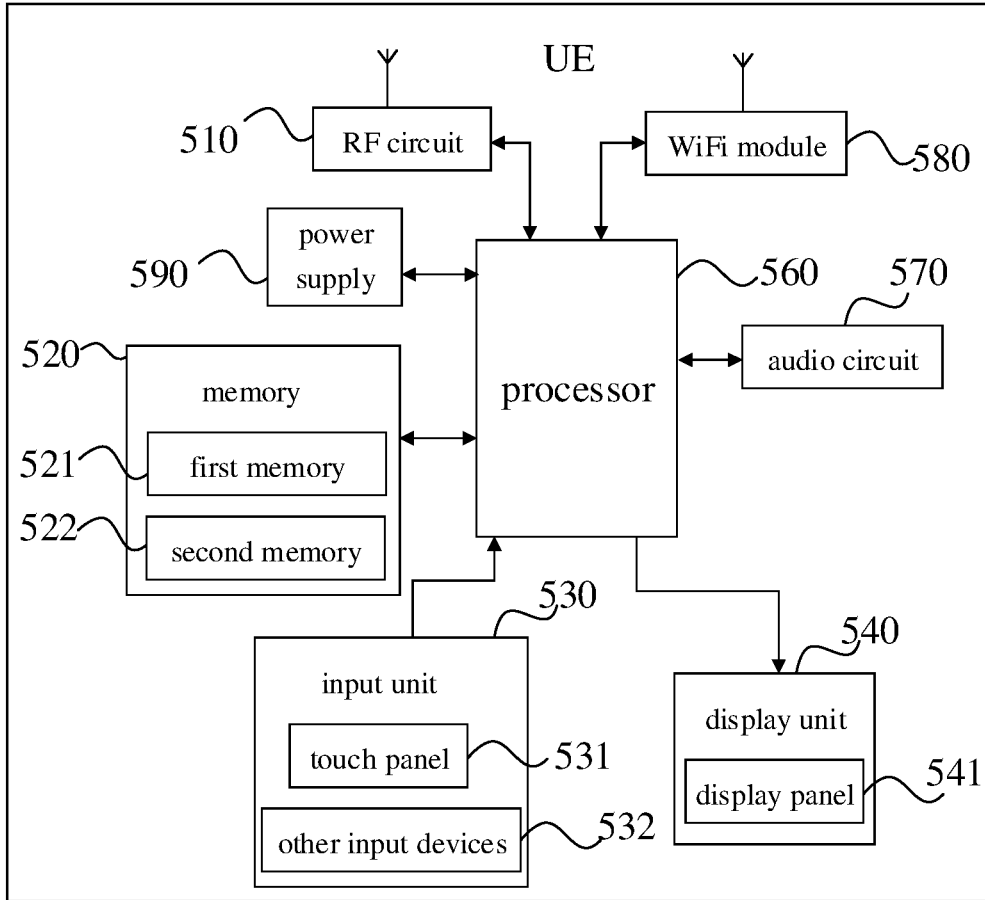 UE
510
RF circuit
WiFi module
580
power
supply
590
560
570
audio circuit
processor
520
memory
521
first memory
522
second memory
530
input unit
touch panel
531
other input devices
532
540
display unit
display panel
541